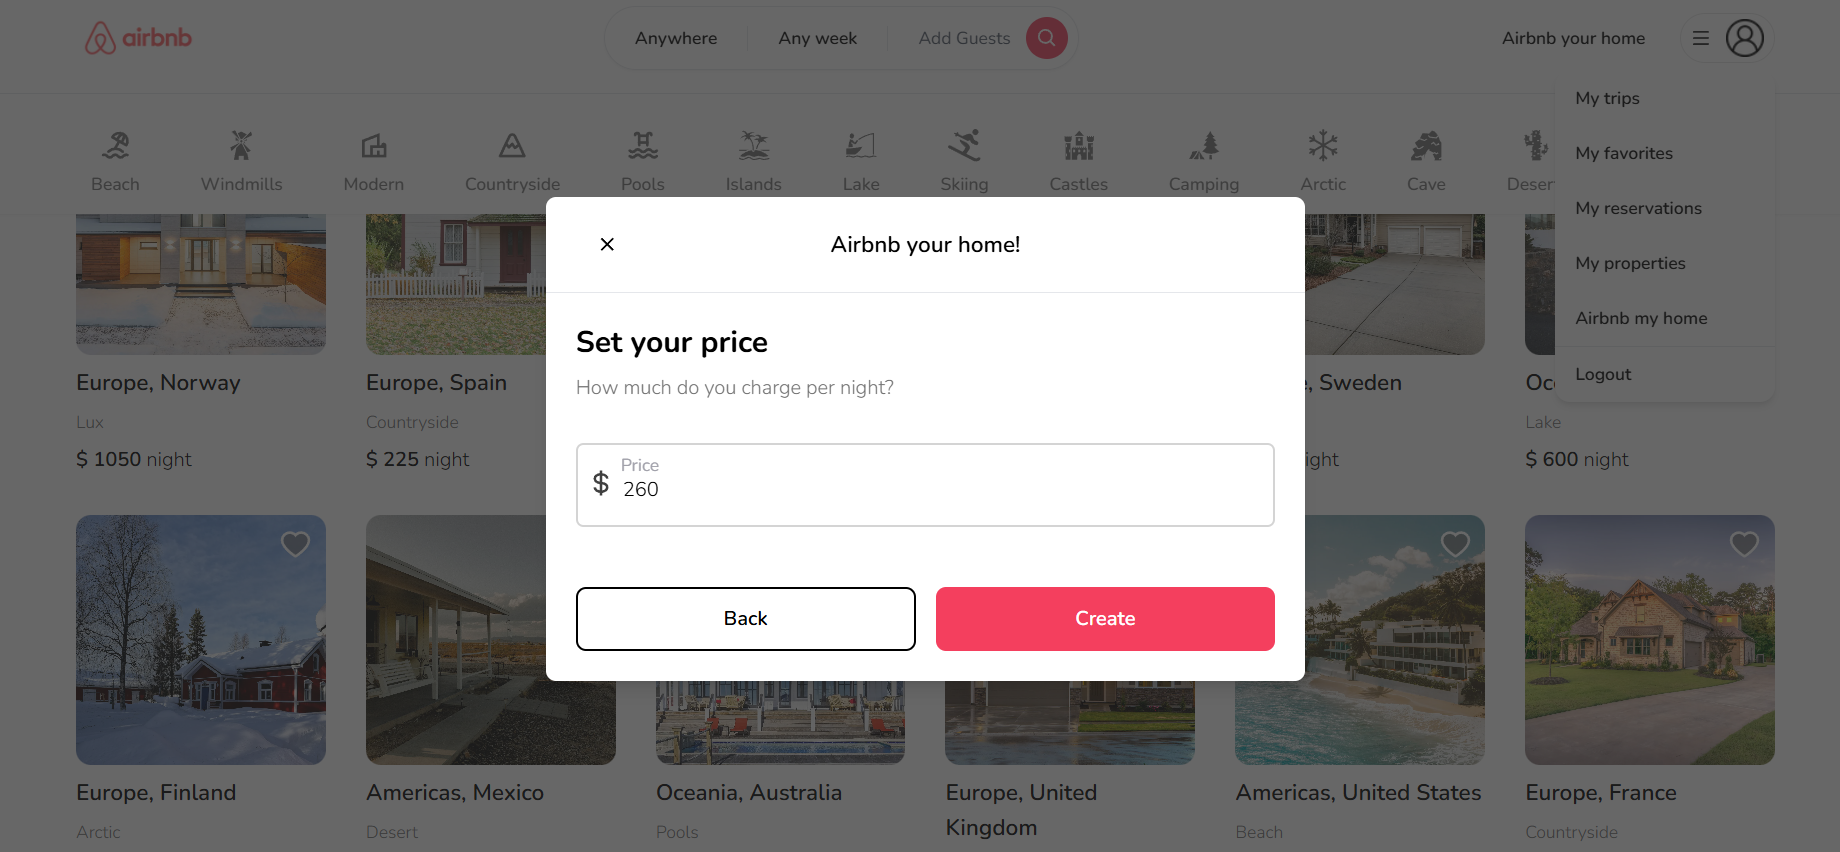 airbnb
Anywhere
Any week
Add Guests
Airbnb your home
My trips
My favorites
My reservations
My properties
Airbnb my home
Logout
Beach
Windmills
Modern
Countryside
Pools
Islands
Lake
Skiing
Castles
Camping
Arctic
Cave
Airbnb your home!
Set your price
How much do you charge per night?
$
Price
260
Back
Create
Europe, Norway
Lux
$ 1050 night
Europe, Spain
Countryside
$ 225 night
Sweden
Lake
$ 600 night
Europe, Finland
Arctic
Americas, Mexico
Desert
Oceania, Australia
Pools
Europe, United
Kingdom
Americas, United States
Beach
Europe, France
Countryside